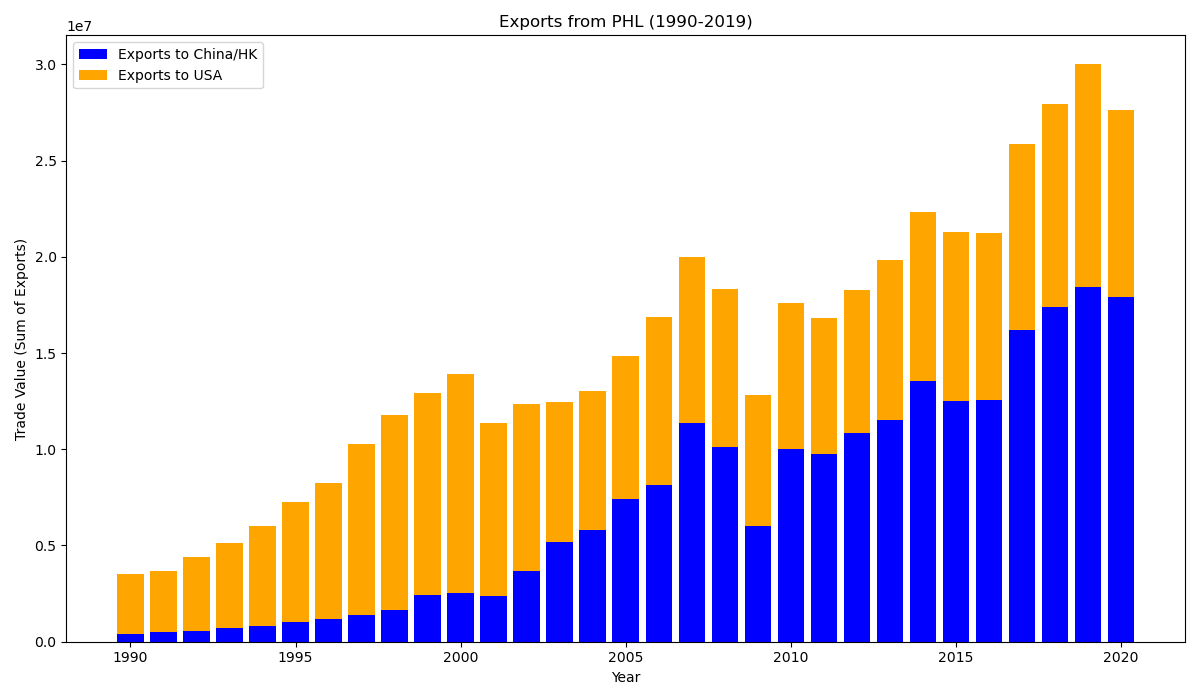 Exports from PHL (1990-2019)
1e7
Exports to China/HK
Exports to USA
3.0
2.5
2.0
1.5
1.0
0.5
0.0
Trade Value (Sum of Exports)
1990 1995 2000 2005 2010 2015 2020
Year